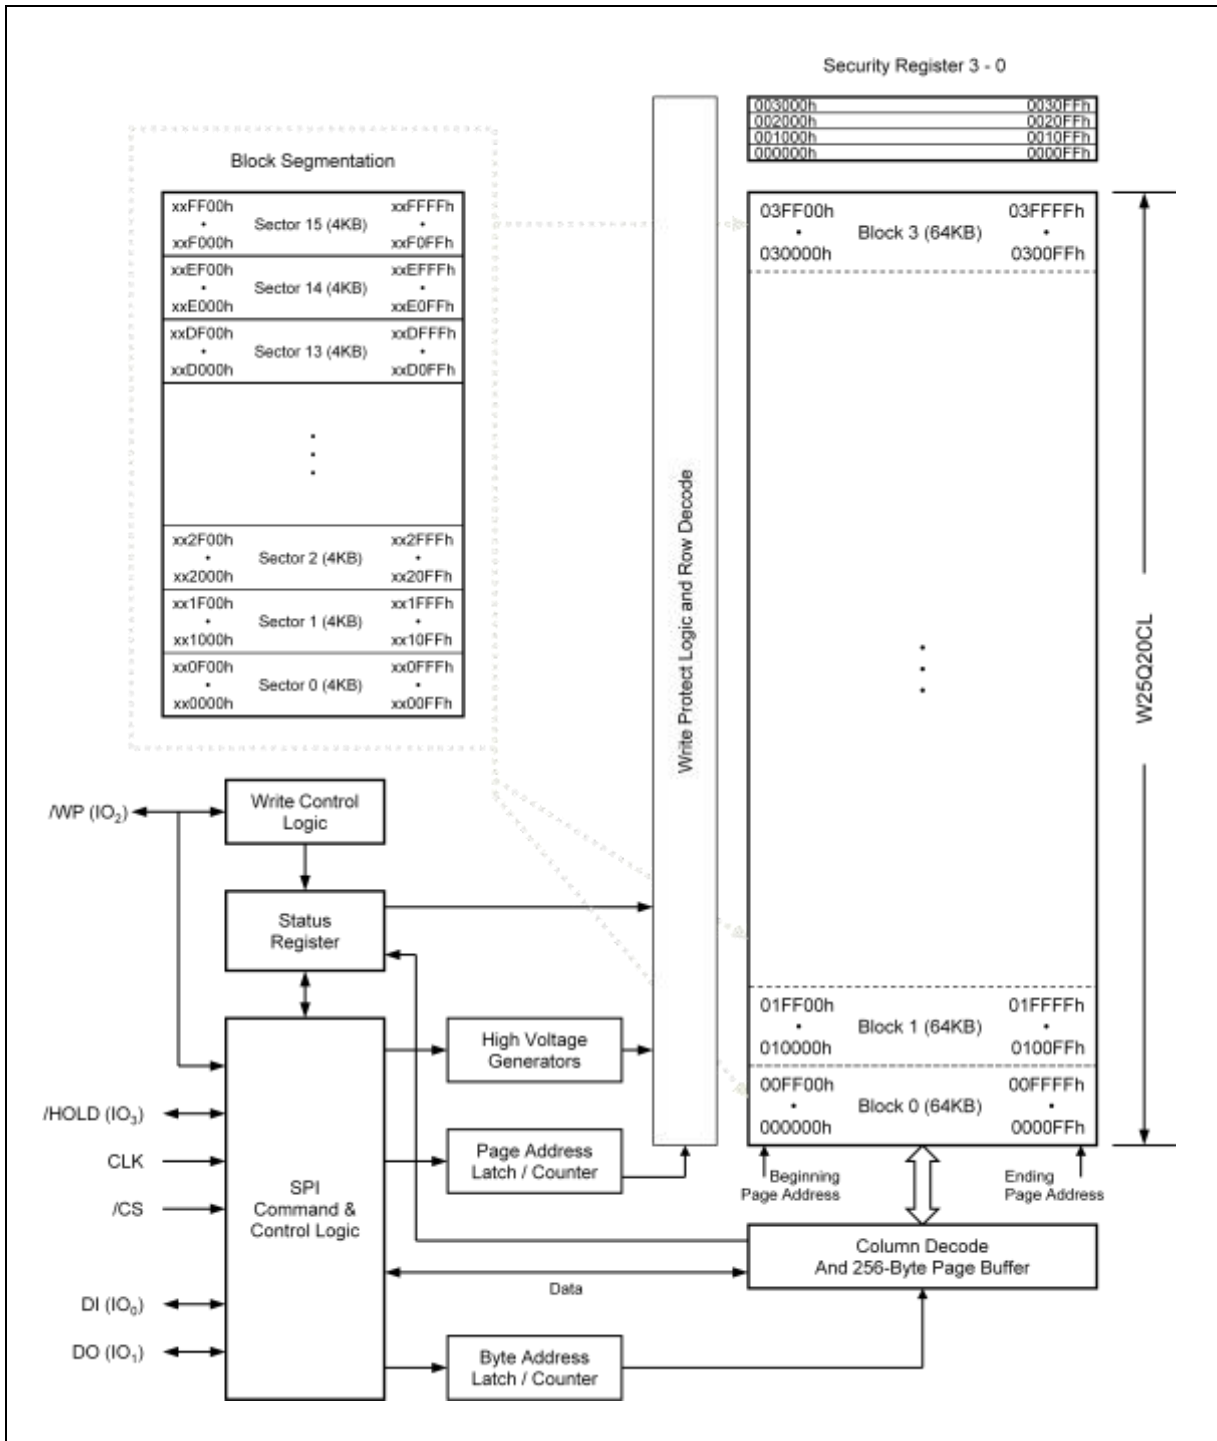 Security Register 3 - 0
003000h 0030FFh
002000h 0020FFh
001000h 0010FFh
000000h 0000FFh
Block Segmentation
xxFF00h xxFFFFh
Sector 15 (4KB)
xxF000h xxF0FFh
xxEF00h xxEFFFh
Sector 14 (4KB)
xxE000h xxE0FFh
xxDF00h xxDFFFh
Sector 13 (4KB)
xxD000h xxD0FFh
xx2F00h xx2FFFh
Sector 2 (4KB)
xx2000h xx20FFh
xx1F00h xx1FFFh
Sector 1 (4KB)
xx1000h xx10FFh
xx0F00h xx0FFFh
Sector 0 (4KB)
xx0000h xx00FFh
Write Protect Logic and Row Decode
03FF00h 03FFFFh
Block 3 (64KB)
030000h 0300FFh
01FF00h 01FFFFh
Block 1 (64KB)
010000h 0100FFh
00FF00h 00FFFFh
Block 0 (64KB)
000000h 0000FFh
W25Q20CL
Beginning
Page Address
Ending
Page Address
/WP (IO2)
Write Control
Logic
Status
Register
High Voltage
Generators
/HOLD (IO3)
CLK
/CS
SPI
Command &
Control Logic
Page Address
Latch / Counter
Column Decode
And 256-Byte Page Buffer
Data
DI (IO0)
DO (IO1)
Byte Address
Latch / Counter